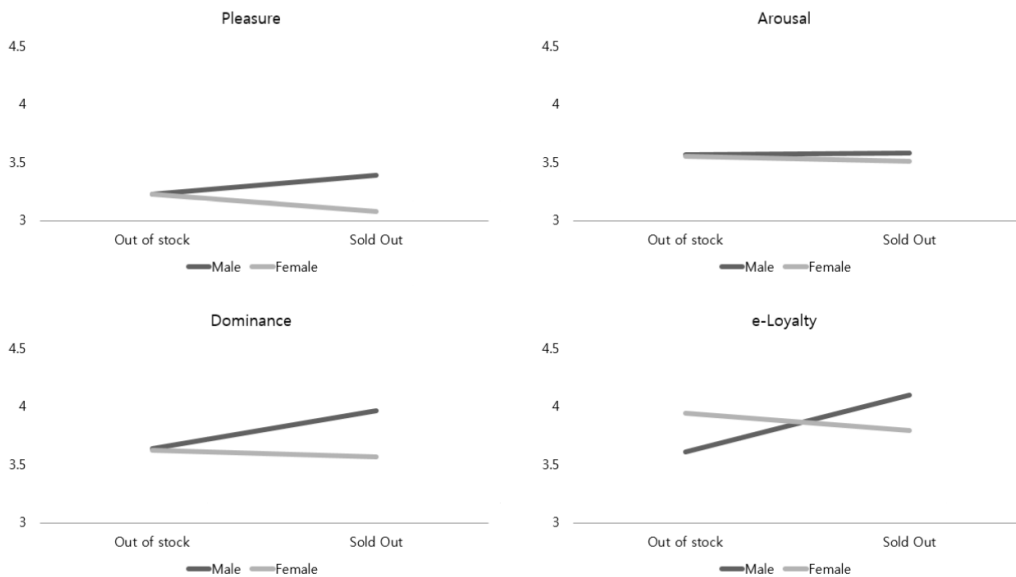 Pleasure
4.5
4
3.5
3
Out of stock Sold Out
Male Female
Arousal
4.5
4
3.5
3
Out of stock Sold Out
Male Female
Dominance
4.5
4
3.5
3
Out of stock Sold Out
Male Female
e-Loyalty
4.5
4
3.5
3
Out of stock Sold Out
Male Female